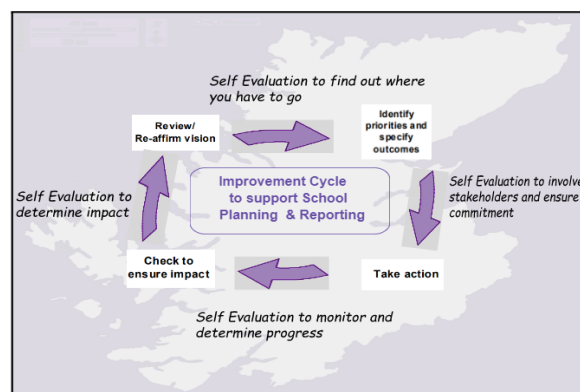 Self Evaluation to find out where
you have to go
Review/
Re-affirm vision
Identify
priorities and
specify
outcomes
Self Evaluation to
determine impact
Improvement Cycle
to support School
Planning & Reporting
Self Evaluation to involve
stakeholders and ensure
commitment
Check to
ensure impact
Take action
Self Evaluation to monitor and
determine progress